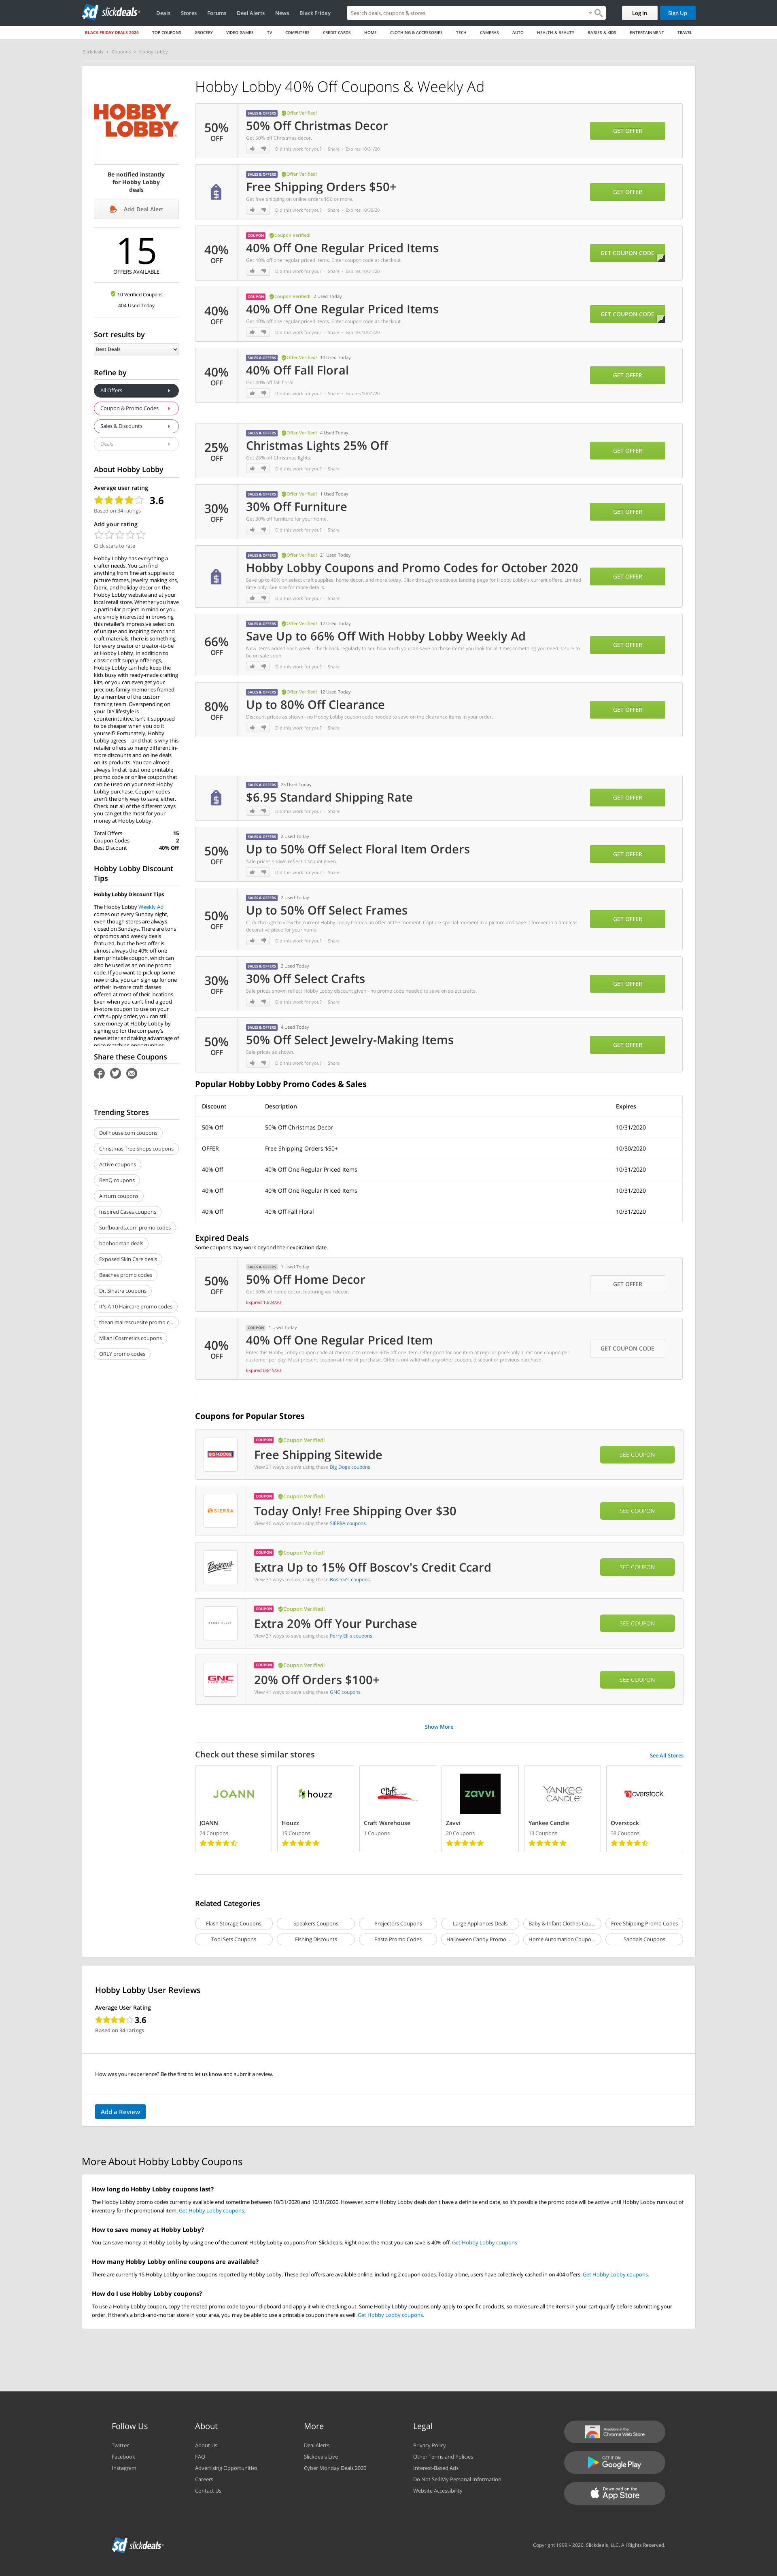 slickdeals
Deals Stores Forums Deal Alerts News Black Friday
Search deals, coupons & stores
Log In Sign Up
BLACK FRIDAY DEALS 2020 TOP COUPONS GROCERY VIDEO GAMES TV COMPUTERS CREDIT CARDS HOME CLOTHING & ACCESSORIES TECH CAMERAS AUTO HEALTH & BEAUTY BABIES & KIDS ENTERTAINMENT TRAVEL
Slickdeals > Coupons > Hobby Lobby
HOBBY
LOBBY
Be notified instantly
for Hobby Lobby
deals
Add Deal Alert
15
OFFERS AVAILABLE
10 Verified Coupons
404 Used Today
Sort results by
Best Deals
Refine by
All Offers
Coupon & Promo Codes
Sales & Discounts
Deals
About Hobby Lobby
Average user rating
3.6
Based on 34 ratings
Add your rating
Click stars to rate
Hobby Lobby has everything a
crafter needs. You can find
anything from fine art supplies to
picture frames, jewelry making kits,
fabric, and holiday decor on the
Hobby Lobby website and at your
local retail store. Whether you have
a particular project in mind or you
are simply interested in browsing
this retailer's impressive selection
of unique and inspiring decor and
craft materials, there is something
for every creator or creator-to-be
at Hobby Lobby. In addition to
classic craft supply offerings,
Hobby Lobby can help keep the
kids busy with ready-made crafting
kits, or you can even get your
precious family memories framed
by a member of the custom
framing team. Overspending on
your DIY lifestyle is
counterintuitive. Isn't it supposed
to be cheaper when you do it
yourself? Fortunately, Hobby
Lobby agrees—and that is why this
retailer offers so many different in-
store discounts and online deals
on its products. You can almost
always find at least one printable
promo code or online coupon that
can be used on your next Hobby
Lobby purchase. Coupon codes
aren't the only way to save, either.
Check out all of the different ways
you can get the most for your
money at Hobby Lobby.
Total Offers 15
Coupon Codes 2
Best Discount 40% Off
Hobby Lobby Discount
Tips
Hobby Lobby Discount Tips
The Hobby Lobby Weekly Ad
comes out every Sunday night,
even though stores are always
closed on Sundays. There are tons
of promos and weekly deals
featured, but the best offer is
almost always the 40% off one
item printable coupon, which can
also be used as an online promo
code. If you want to pick up some
new tricks, you can sign up for one
of their in-store craft classes
offered at most of their locations.
Even when you can't find a good
in-store coupon to use on your
craft supply order, you can still
save money at Hobby Lobby by
signing up for the company's
newsletter and taking advantage of
Share these Coupons
Trending Stores
Dollhouse.com coupons
Christmas Tree Shops coupons
Active coupons
BenQ coupons
Airturn coupons
Inspired Cases coupons
Surfboards.com promo codes
boohooman deals
Exposed Skin Care deals
Beaches promo codes
Dr. Sinatra coupons
It's A 10 Haircare promo codes
theanimalrescuesite promo c...
Milani Cosmetics coupons
ORLY promo codes
Hobby Lobby 40% Off Coupons & Weekly Ad
50% OFF
SALES & OFFERS Offer Verified!
50% Off Christmas Decor
Get 50% off Christmas decor.
Did this work for you? · Share · Expires 10/31/20
GET OFFER
SALES & OFFERS Offer Verified!
Free Shipping Orders $50+
Get free shipping on online orders $50 or more.
Did this work for you? · Share · Expires 10/30/20
GET OFFER
40% OFF
COUPON Coupon Verified!
40% Off One Regular Priced Items
Get 40% off one regular priced items. Enter coupon code at checkout.
Did this work for you? · Share · Expires 10/31/20
GET COUPON CODE
40% OFF
COUPON Coupon Verified! 2 Used Today
40% Off One Regular Priced Items
Get 40% off one regular priced items. Enter coupon code at checkout.
Did this work for you? · Share · Expires 10/31/20
GET COUPON CODE
40% OFF
SALES & OFFERS Offer Verified! 10 Used Today
40% Off Fall Floral
Get 40% off fall floral.
Did this work for you? · Share · Expires 10/31/20
GET OFFER
25% OFF
SALES & OFFERS Offer Verified! 4 Used Today
Christmas Lights 25% Off
Get 25% off Christmas lights.
Did this work for you? · Share
GET OFFER
30% OFF
SALES & OFFERS Offer Verified! 1 Used Today
30% Off Furniture
Get 30% off furniture for your home.
Did this work for you? · Share
GET OFFER
SALES & OFFERS Offer Verified! 21 Used Today
Hobby Lobby Coupons and Promo Codes for October 2020
Save up to 40% on select craft supplies, home decor, and more today. Click through to activate landing page for Hobby Lobby's current offers. Limited
time only. See site for more details.
Did this work for you? · Share
GET OFFER
66% OFF
SALES & OFFERS Offer Verified! 12 Used Today
Save Up to 66% Off With Hobby Lobby Weekly Ad
New items added each week - check back regularly to see how much you can save on those items you look for all time, something you need is sure to
be on sale soon.
Did this work for you? · Share
GET OFFER
80% OFF
SALES & OFFERS Offer Verified! 12 Used Today
Up to 80% Off Clearance
Discount prices as shown - no Hobby Lobby coupon code needed to save on the clearance items in your order.
Did this work for you? · Share
GET OFFER
SALES & OFFERS 25 Used Today
$6.95 Standard Shipping Rate
Did this work for you? · Share
GET OFFER
50% OFF
SALES & OFFERS 2 Used Today
Up to 50% Off Select Floral Item Orders
Sale prices shown reflect discount given.
Did this work for you? · Share
GET OFFER
50% OFF
SALES & OFFERS 2 Used Today
Up to 50% Off Select Frames
Click-through to view the current Hobby Lobby Frames on offer at the moment. Capture special moment in a picture and save it forever in a timeless
decorative piece for your home.
Did this work for you? · Share
GET OFFER
30% OFF
SALES & OFFERS 2 Used Today
30% Off Select Crafts
Sale prices shown reflect Hobby Lobby discount given - no promo code needed to save on select crafts.
Did this work for you? · Share
GET OFFER
50% OFF
SALES & OFFERS 4 Used Today
50% Off Select Jewelry-Making Items
Sale prices as shown.
Did this work for you? · Share
GET OFFER
Popular Hobby Lobby Promo Codes & Sales
Discount Description Expires
50% Off 50% Off Christmas Decor 10/31/2020
OFFER Free Shipping Orders $50+ 10/30/2020
40% Off 40% Off One Regular Priced Items 10/31/2020
40% Off 40% Off One Regular Priced Items 10/31/2020
40% Off 40% Off Fall Floral 10/31/2020
Expired Deals
Some coupons may work beyond their expiration date.
50% OFF
SALES & OFFERS 1 Used Today
50% Off Home Decor
Get 50% off home decor, featuring wall decor.
Expired 10/24/20
GET OFFER
40% OFF
COUPON 1 Used Today
40% Off One Regular Priced Item
Enter this Hobby Lobby coupon code at checkout to receive 40% off one item. Offer good for one item at regular price only. Limit one coupon per
customer per day. Must present coupon at time of purchase. Offer is not valid with any other coupon, discount or previous purchase.
Expired 08/15/20
GET COUPON CODE
Coupons for Popular Stores
BIG DOGS
COUPON Coupon Verified!
Free Shipping Sitewide
View 21 ways to save using these Big Dogs coupons.
SEE COUPON
SIERRA
COUPON Coupon Verified!
Today Only! Free Shipping Over $30
View 40 ways to save using these SIERRA coupons.
SEE COUPON
Boscov's
COUPON Coupon Verified!
Extra Up to 15% Off Boscov's Credit Ccard
View 31 ways to save using these Boscov's coupons.
SEE COUPON
PERRY ELLIS
COUPON Coupon Verified!
Extra 20% Off Your Purchase
View 37 ways to save using these Perry Ellis coupons.
SEE COUPON
GNC
LIVE WELL
COUPON Coupon Verified!
20% Off Orders $100+
View 41 ways to save using these GNC coupons.
SEE COUPON
Show More
Check out these similar stores
See All Stores
JOANN houzz craft warehouse ZAVVI. YANKEE CANDLE overstock.
JOANN Houzz Craft Warehouse Zavvi Yankee Candle Overstock
24 Coupons 19 Coupons 1 Coupons 20 Coupons 13 Coupons 38 Coupons
Related Categories
Flash Storage Coupons Speakers Coupons Projectors Coupons Large Appliances Deals Baby & Infant Clothes Cou... Free Shipping Promo Codes
Tool Sets Coupons Fishing Discounts Pasta Promo Codes Halloween Candy Promo ... Home Automation Coupo... Sandals Coupons
Hobby Lobby User Reviews
Average User Rating
3.6
Based on 34 ratings
How was your experience? Be the first to let us know and submit a review.
Add a Review
More About Hobby Lobby Coupons
How long do Hobby Lobby coupons last?
The Hobby Lobby promo codes currently available end sometime between 10/31/2020 and 10/31/2020. However, some Hobby Lobby deals don't have a definite end date, so it's possible the promo code will be active until Hobby Lobby runs out of
inventory for the promotional item. Get Hobby Lobby coupons.
How to save money at Hobby Lobby?
You can save money at Hobby Lobby by using one of the current Hobby Lobby coupons from Slickdeals. Right now, the most you can save is 40% off. Get Hobby Lobby coupons.
How many Hobby Lobby online coupons are available?
There are currently 15 Hobby Lobby online coupons reported by Hobby Lobby. These deal offers are available online, including 2 coupon codes. Today alone, users have collectively cashed in on 404 offers. Get Hobby Lobby coupons.
How do I use Hobby Lobby coupons?
To use a Hobby Lobby coupon, copy the related promo code to your clipboard and apply it while checking out. Some Hobby Lobby coupons only apply to specific products, so make sure all the items in your cart qualify before submitting your
order. If there's a brick-and-mortar store in your area, you may be able to use a printable coupon there as well. Get Hobby Lobby coupons.
Follow Us About More Legal
Twitter About Us Deal Alerts Privacy Policy
Facebook FAQ Slickdeals Live Other Terms and Policies
Instagram Advertising Opportunities Cyber Monday Deals 2020 Interest-Based Ads
Careers Do Not Sell My Personal Information
Contact Us Website Accessibility
Available in the
Chrome Web Store
GET IT ON
Google Play
Download on the
App Store
slickdeals
Copyright 1999 - 2020. Slickdeals, LLC. All Rights Reserved.